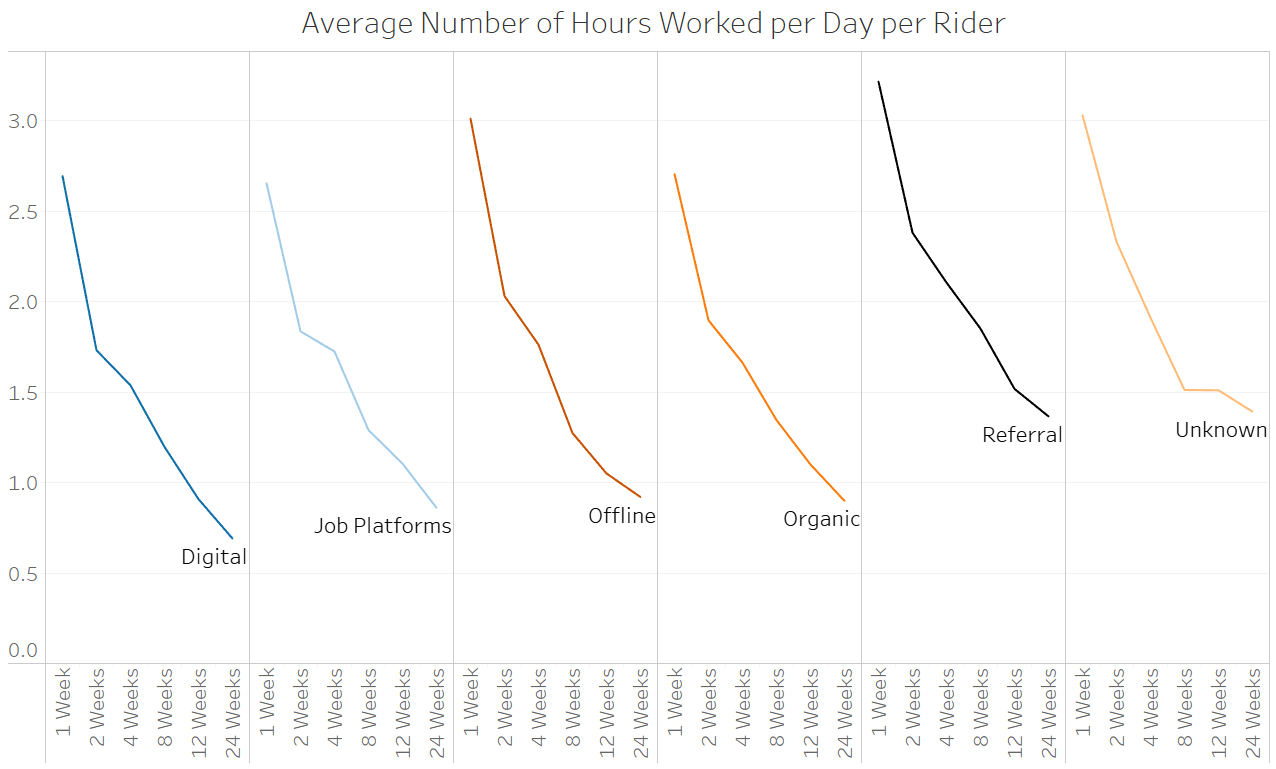 Average Number of Hours Worked per Day per Rider
3.0
2.5
2.0
1.5
1.0
0.5
0.0
Digital
Job Platforms
Offline
Organic
Referral
Unknown
1 Week
2 Weeks
4 Weeks
8 Weeks
12 Weeks
24 Weeks
1 Week
2 Weeks
4 Weeks
8 Weeks
12 Weeks
24 Weeks
1 Week
2 Weeks
4 Weeks
8 Weeks
12 Weeks
24 Weeks
1 Week
2 Weeks
4 Weeks
8 Weeks
12 Weeks
24 Weeks
1 Week
2 Weeks
4 Weeks
8 Weeks
12 Weeks
24 Weeks
1 Week
2 Weeks
4 Weeks
8 Weeks
12 Weeks
24 Weeks